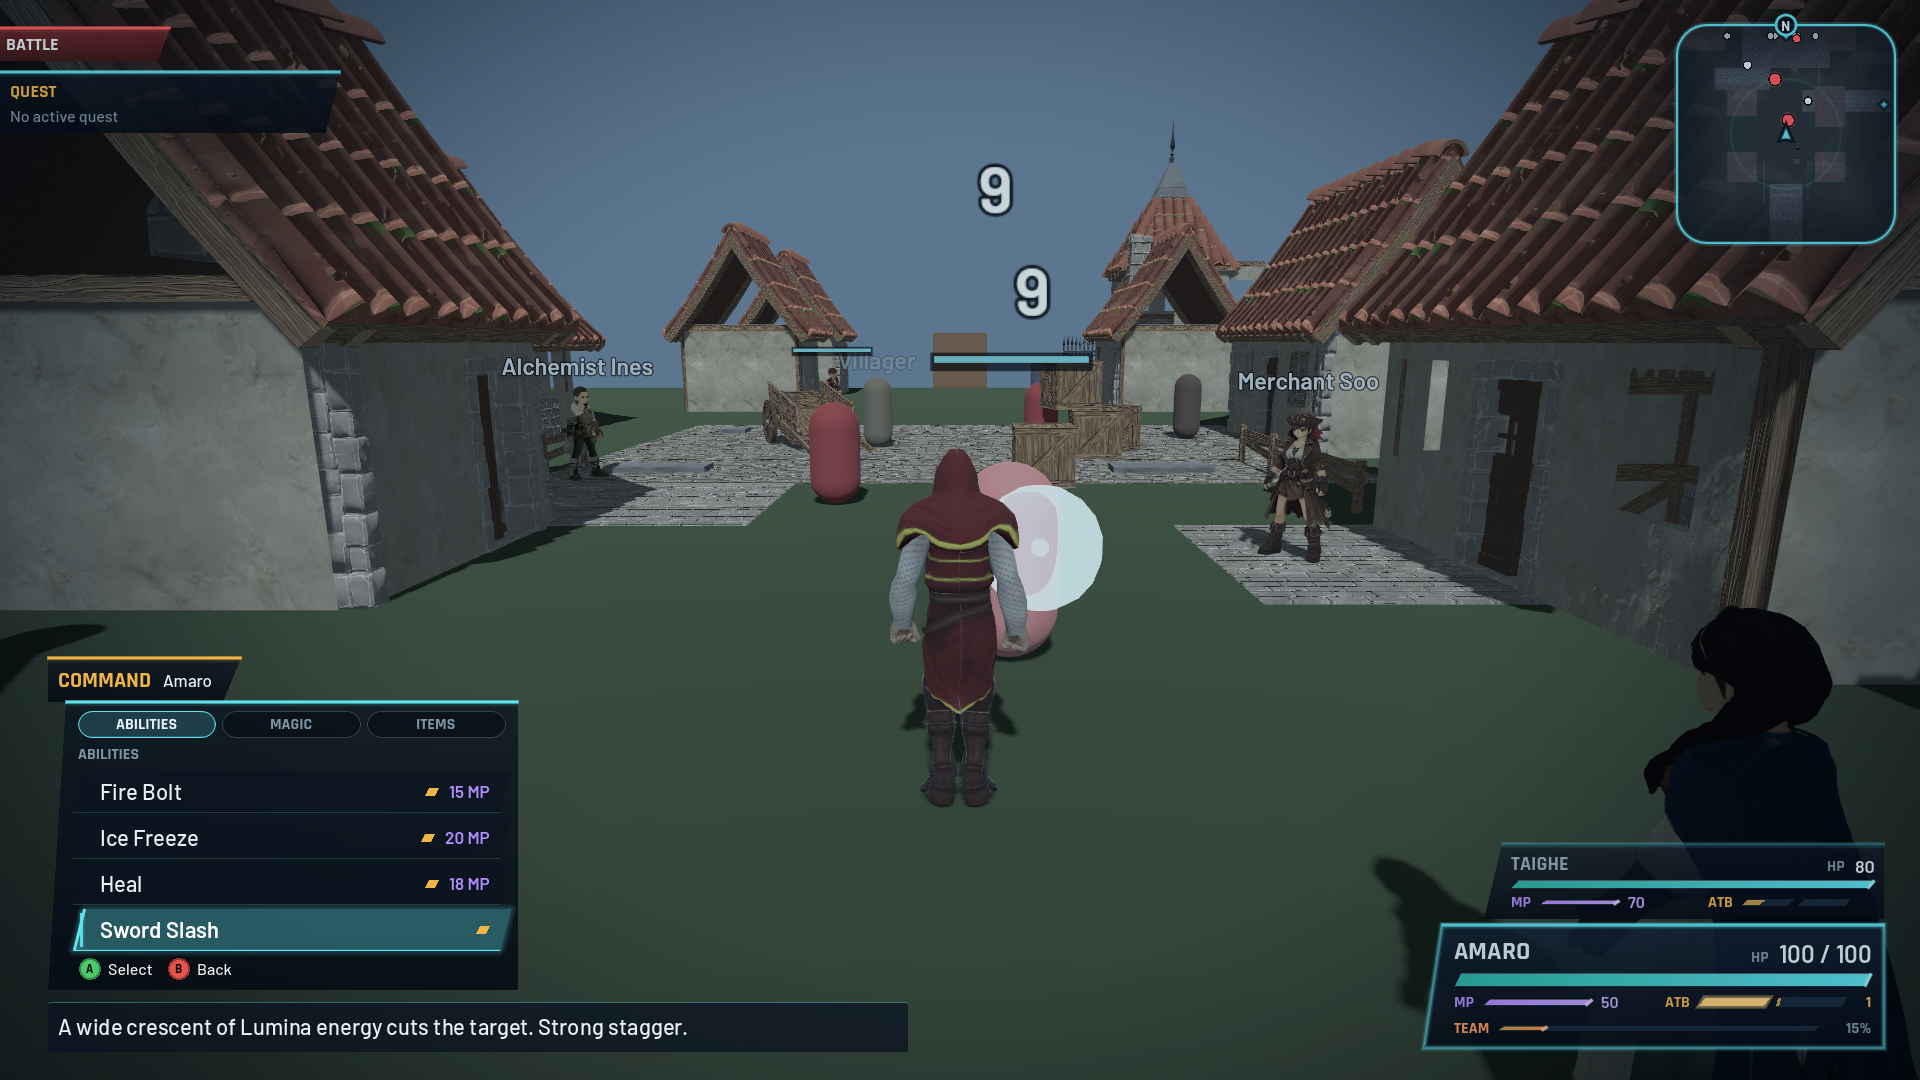 BATTLE
QUEST
No active quest
N
9
9
Alchemist Ines
Villager
Merchant Soo
COMMAND Amaro
ABILITIES MAGIC ITEMS
ABILITIES
Fire Bolt 15 MP
Ice Freeze 20 MP
Heal 18 MP
Sword Slash
A Select B Back
A wide crescent of Lumina energy cuts the target. Strong stagger.
TAIGHE HP 80
MP 70 ATB
AMARO HP 100 / 100
MP 50 ATB 1
TEAM 15%